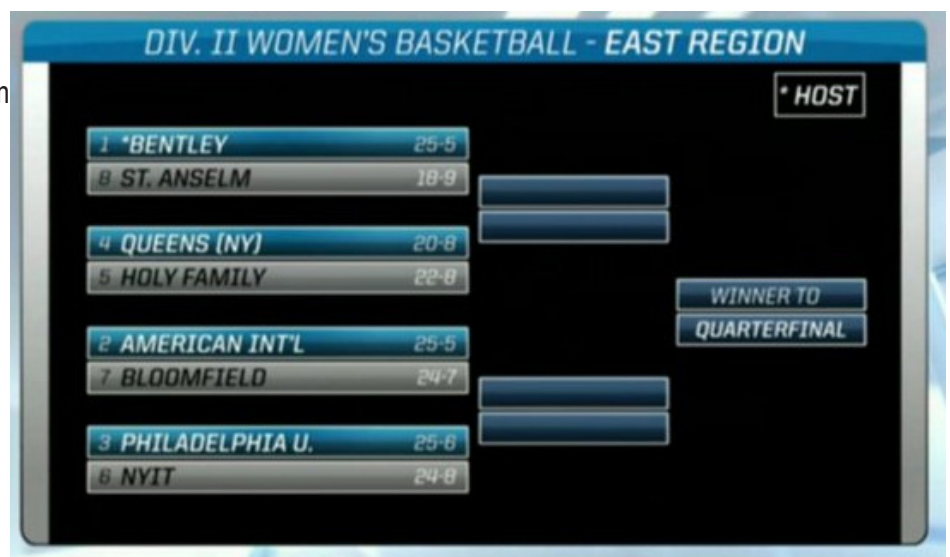 DIV. II WOMEN'S BASKETBALL - EAST REGION
* HOST
1 *BENTLEY 25-5
8 ST. ANSELM 18-9
4 QUEENS (NY) 20-8
5 HOLY FAMILY 22-8
WINNER TO
QUARTERFINAL
2 AMERICAN INT'L 25-5
7 BLOOMFIELD 24-7
3 PHILADELPHIA U. 25-6
6 NYIT 24-8